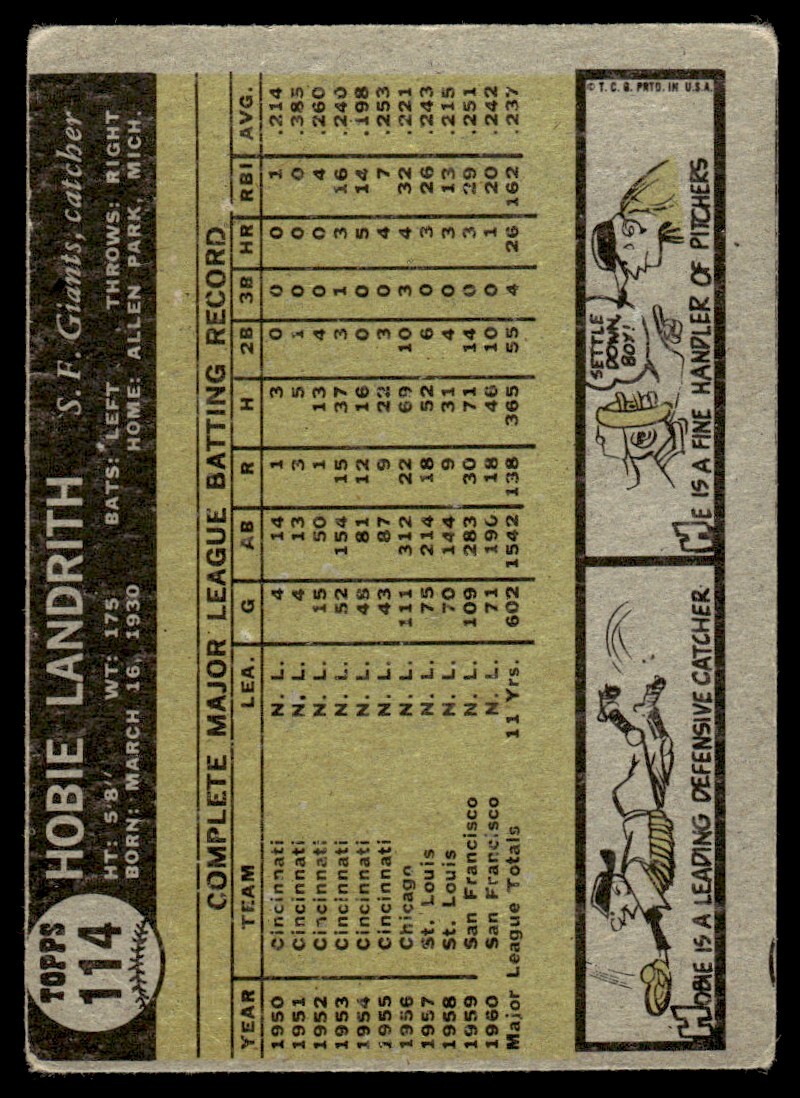 TOPPS
114
HOBIE LANDRITH S. F. Giants, catcher
HT: 5'8" WT: 175 BATS: LEFT THROWS: RIGHT
BORN: MARCH 16, 1930 HOME: ALLEN PARK, MICH.
COMPLETE MAJOR LEAGUE BATTING RECORD
YEAR TEAM LEA. G AB R H 2B 3B HR RBI AVG.
1950 Cincinnati N. L. 4 14 1 3 0 0 0 1 .214
1951 Cincinnati N. L. 4 13 3 5 1 0 0 0 .385
1952 Cincinnati N. L. 15 50 1 13 4 0 0 4 .260
1953 Cincinnati N. L. 52 154 15 37 3 1 3 16 .240
1954 Cincinnati N. L. 48 81 12 16 0 0 5 14 .198
1955 Cincinnati N. L. 43 87 9 22 3 0 4 7 .253
1956 Chicago N. L. 111 312 22 69 10 3 4 32 .221
1957 St. Louis N. L. 75 214 18 52 6 0 3 26 .243
1958 St. Louis N. L. 70 144 9 31 4 0 3 13 .215
1959 San Francisco N. L. 109 283 30 71 14 0 3 29 .251
1960 San Francisco N. L. 71 190 18 46 10 0 1 20 .242
Major League Totals 11 Yrs. 602 1542 138 365 55 4 26 162 .237
© T. C. G. PRTD. IN U.S.A.
SETTLE
DOWN,
BOY!
HOBIE IS A LEADING DEFENSIVE CATCHER
HE IS A FINE HANDLER OF PITCHERS